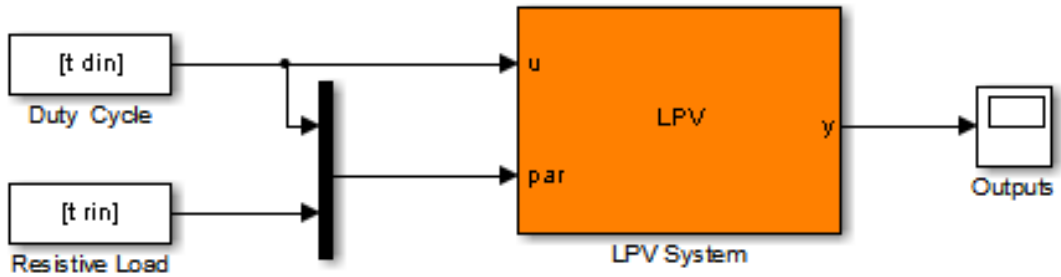 [t din]
Duty Cycle
[t rin]
Resistive Load
u
par
LPV
y
LPV System
Outputs